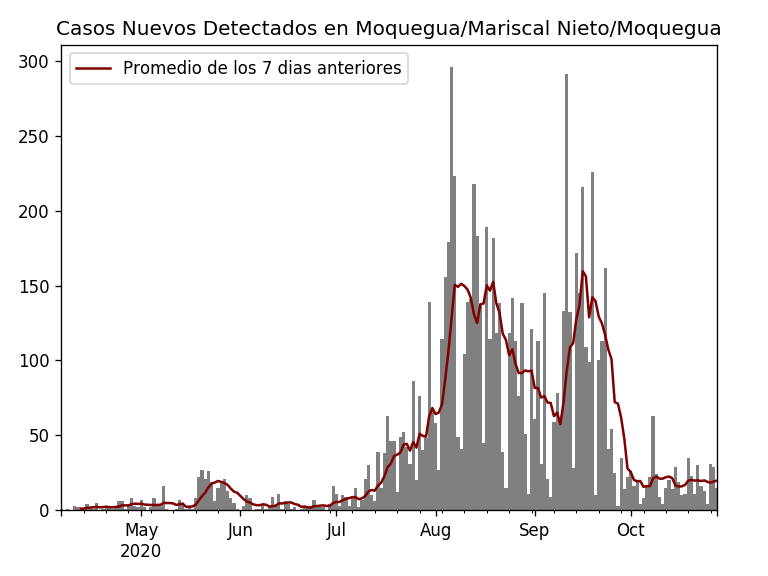 Casos Nuevos Detectados en Moquegua/Mariscal Nieto/Moquegua
Promedio de los 7 dias anteriores
300
250
200
150
100
50
0
May Jun Jul Aug Sep Oct
2020